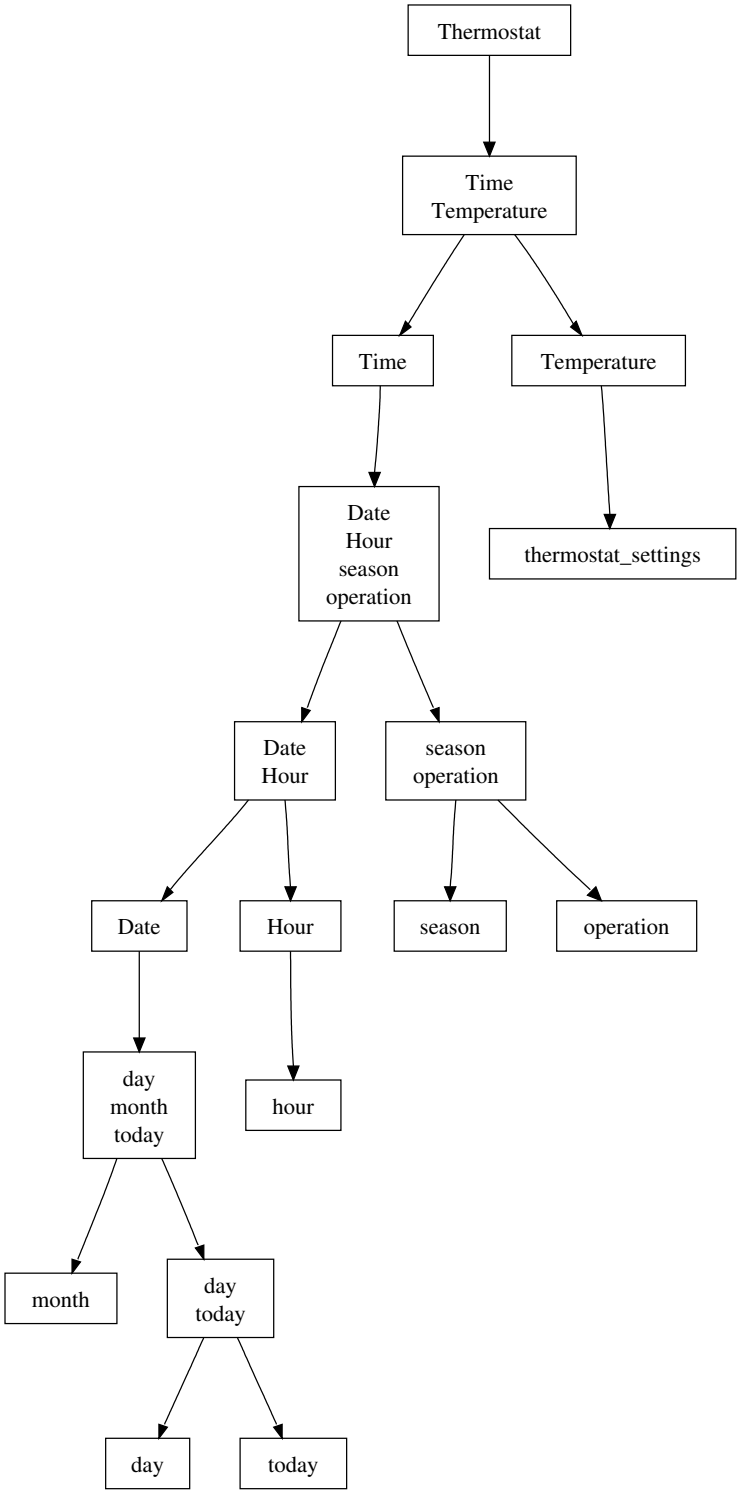 Thermostat
Time
Temperature
Time
Temperature
Date
Hour
season
operation
thermostat_settings
Date
Hour
season
operation
Date
Hour
season
operation
day
month
today
hour
month
day
today
day
today